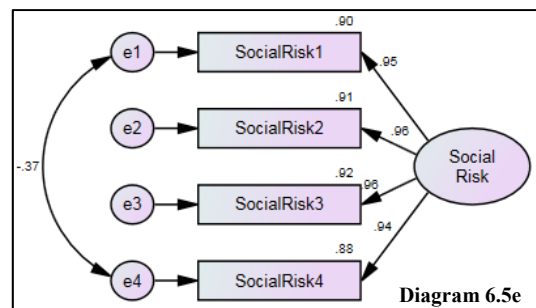 .90
e1
SocialRisk1
.95
.91
e2
SocialRisk2
.96
Social
Risk
-.37
.92
.96
e3
SocialRisk3
.94
.88
e4
SocialRisk4
Diagram 6.5e